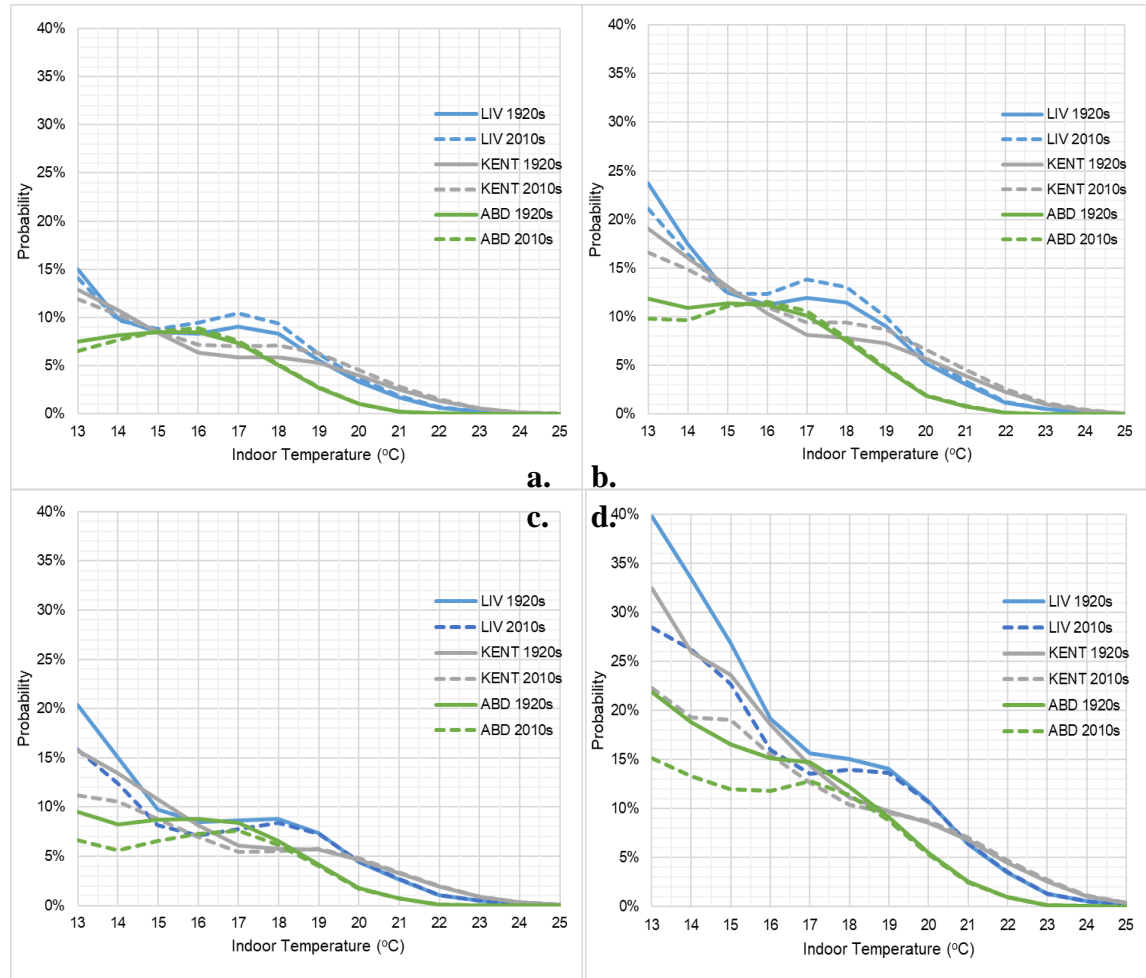 40%
35%
30%
25%
20%
15%
10%
5%
0%
Probability
LIV 1920s
LIV 2010s
KENT 1920s
KENT 2010s
ABD 1920s
ABD 2010s
13 14 15 16 17 18 19 20 21 22 23 24 25
Indoor Temperature (oC)
a.
40%
35%
30%
25%
20%
15%
10%
5%
0%
Probability
LIV 1920s
LIV 2010s
KENT 1920s
KENT 2010s
ABD 1920s
ABD 2010s
13 14 15 16 17 18 19 20 21 22 23 24 25
Indoor Temperature (oC)
b.
c.
40%
35%
30%
25%
20%
15%
10%
5%
0%
Probability
LIV 1920s
LIV 2010s
KENT 1920s
KENT 2010s
ABD 1920s
ABD 2010s
13 14 15 16 17 18 19 20 21 22 23 24 25
Indoor Temperature (oC)
d.
40%
35%
30%
25%
20%
15%
10%
5%
0%
Probability
LIV 1920s
LIV 2010s
KENT 1920s
KENT 2010s
ABD 1920s
ABD 2010s
13 14 15 16 17 18 19 20 21 22 23 24 25
Indoor Temperature (oC)